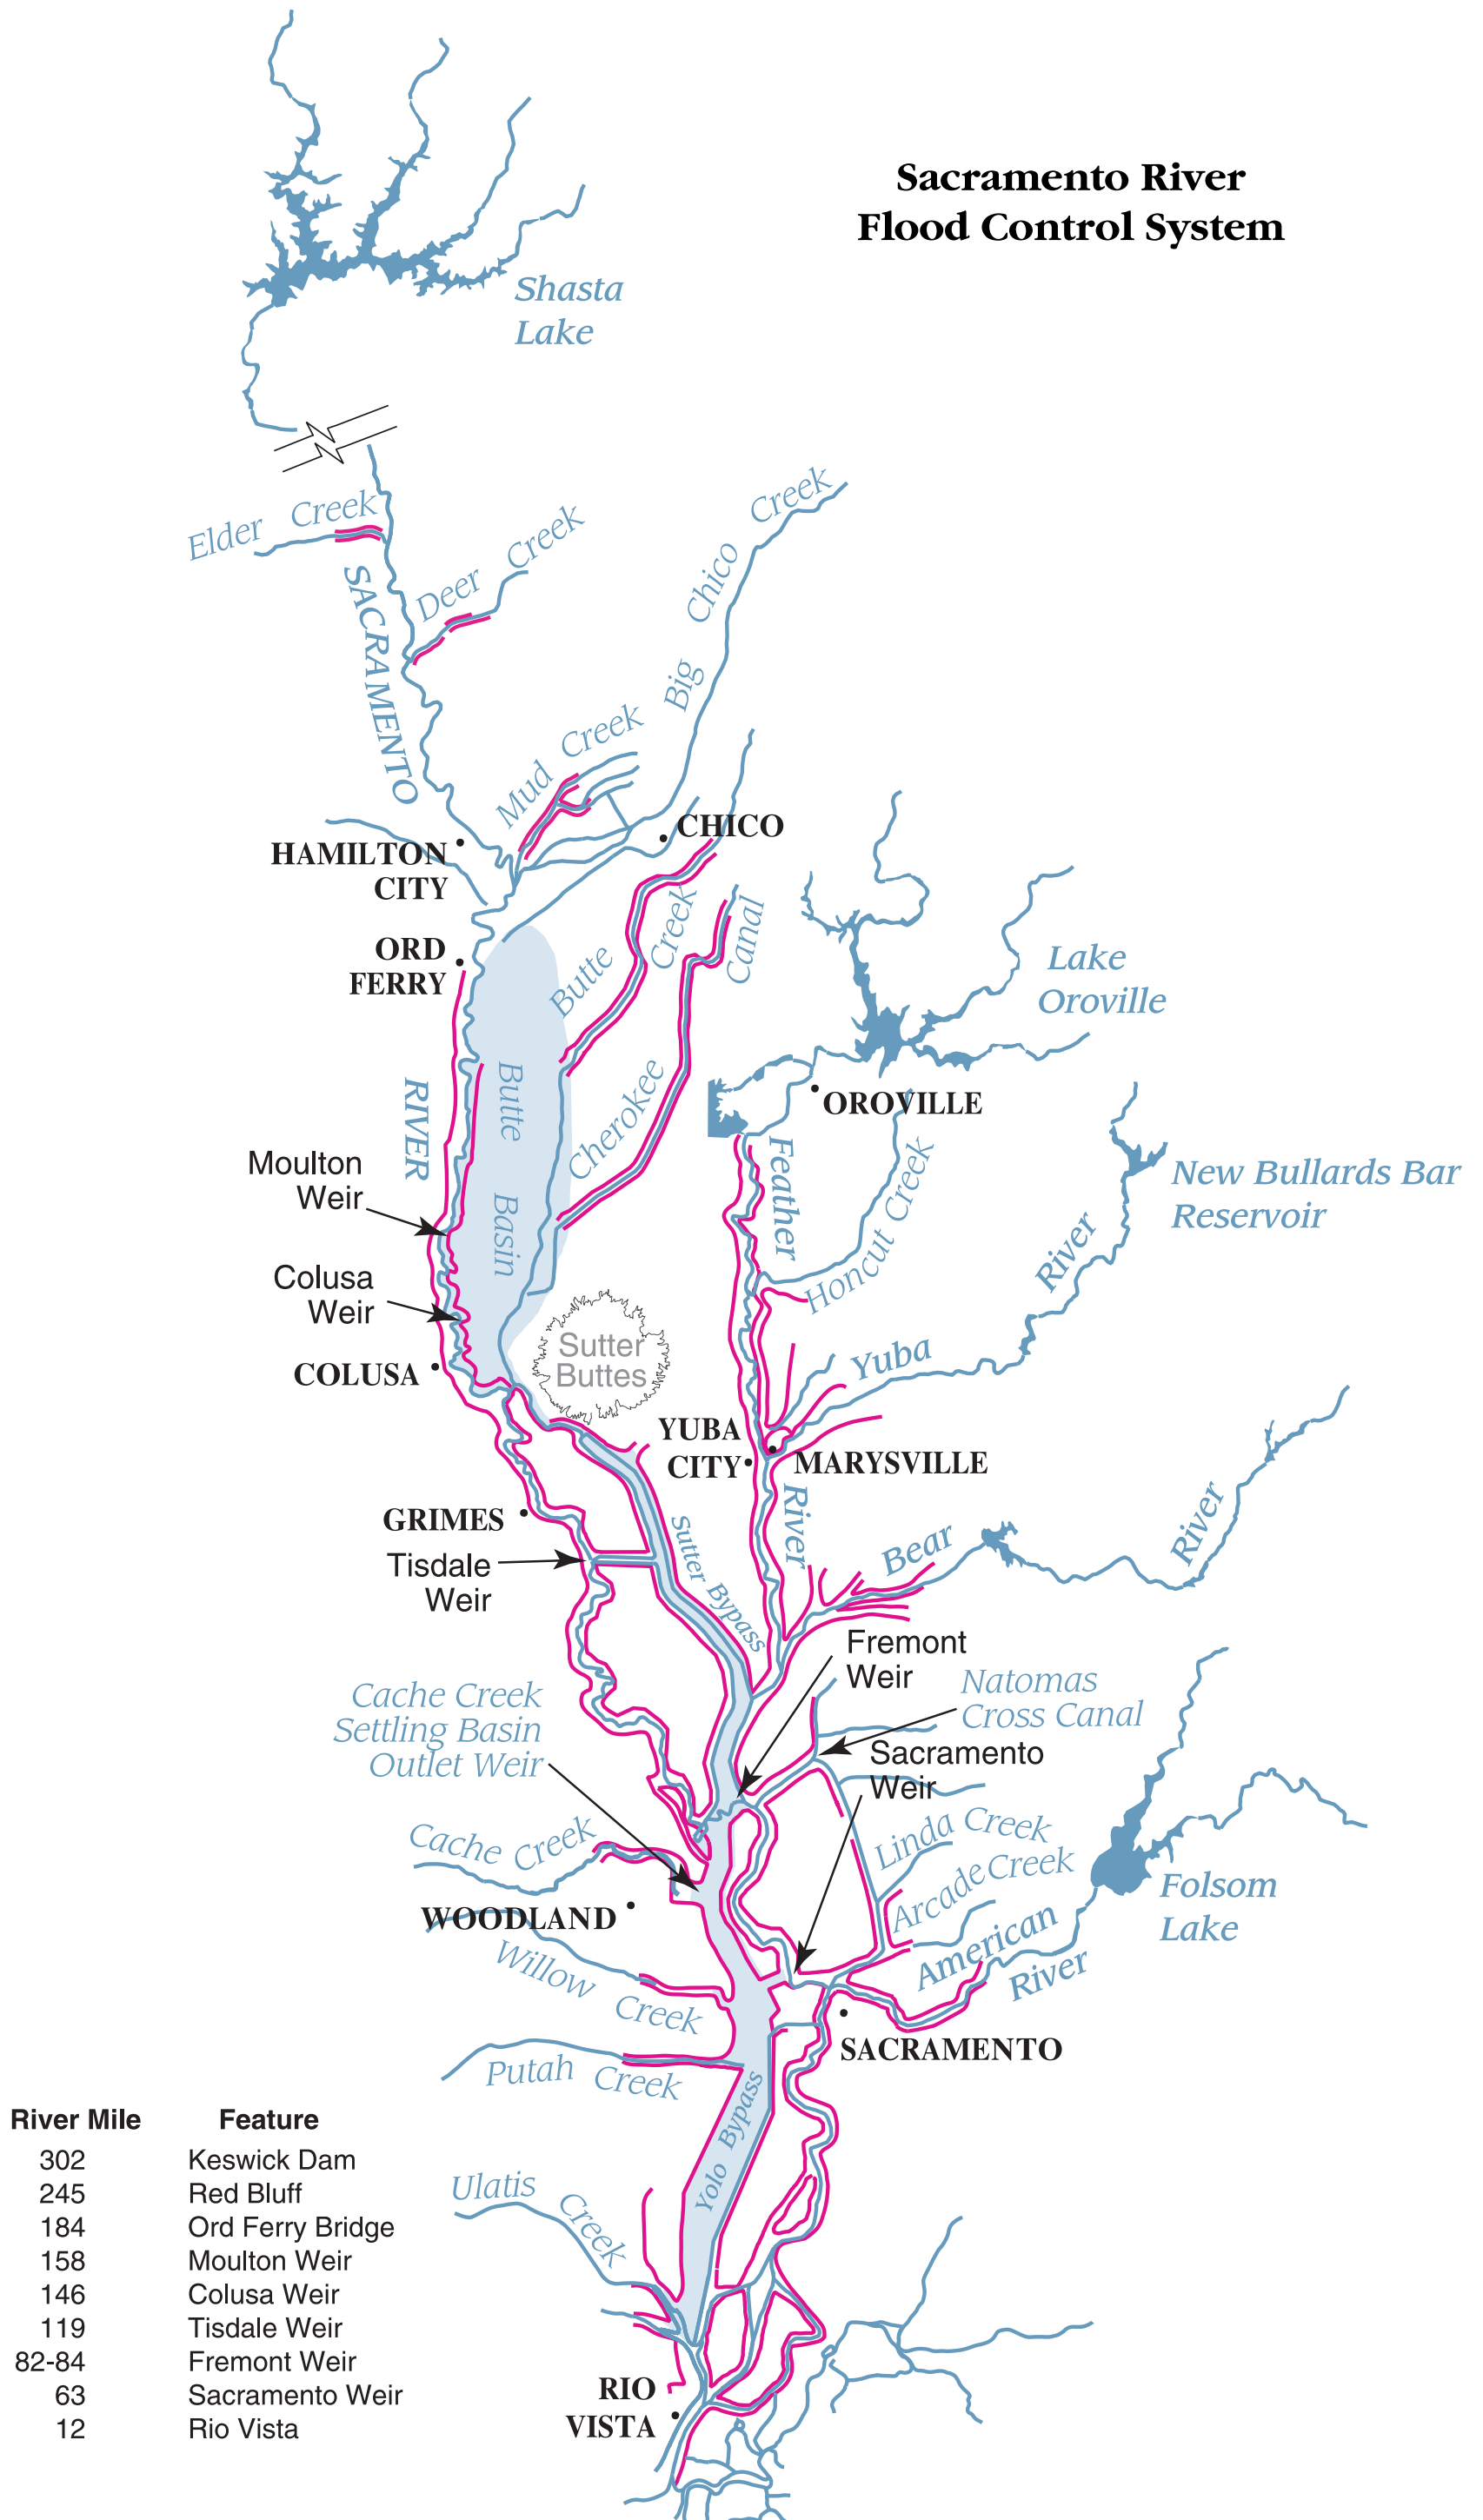 Sacramento River
Flood Control System
Shasta
Lake
Elder Creek
SACRAMENTO
Deer Creek
Big Chico Creek
Mud Creek
CHICO
HAMILTON
CITY
ORD
FERRY
Butte Creek
Cherokee Canal
Lake
Oroville
OROVILLE
RIVER
Butte Basin
Feather
Honcut Creek
New Bullards Bar
Reservoir
Moulton
Weir
Colusa
Weir
COLUSA
Sutter
Buttes
Yuba River
YUBA
CITY
MARYSVILLE
River
GRIMES
Tisdale
Weir
Sutter Bypass
Bear River
Fremont
Weir
Natomas
Cross Canal
Cache Creek
Settling Basin
Outlet Weir
Sacramento
Weir
Cache Creek
Linda Creek
Arcade Creek
Folsom
Lake
WOODLAND
American
River
Willow Creek
SACRAMENTO
Putah Creek
Yolo Bypass
Ulatis Creek
RIO
VISTA
River Mile Feature
302 Keswick Dam
245 Red Bluff
184 Ord Ferry Bridge
158 Moulton Weir
146 Colusa Weir
119 Tisdale Weir
82-84 Fremont Weir
63 Sacramento Weir
12 Rio Vista